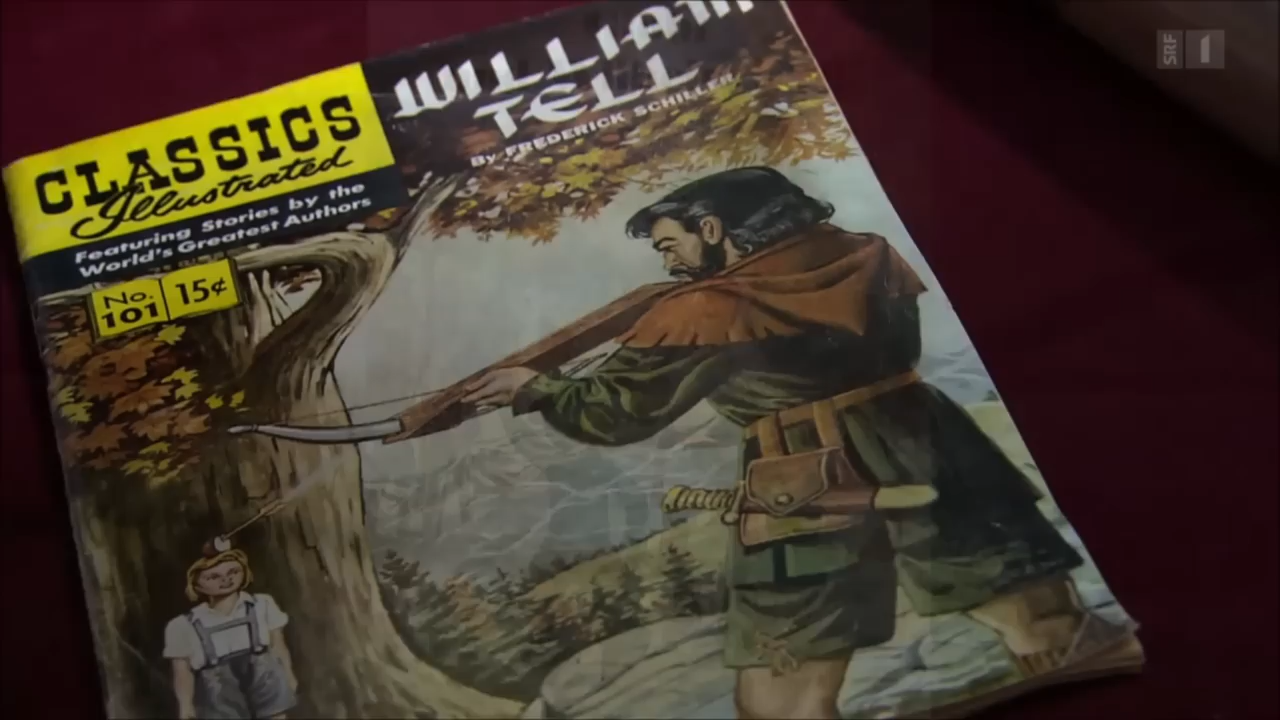 CLASSICS
Illustrated
Featuring Stories by the
World's Greatest Authors
No.
101
15¢
WILLIAM
TELL
By FREDERICK SCHILLER
SRF 1